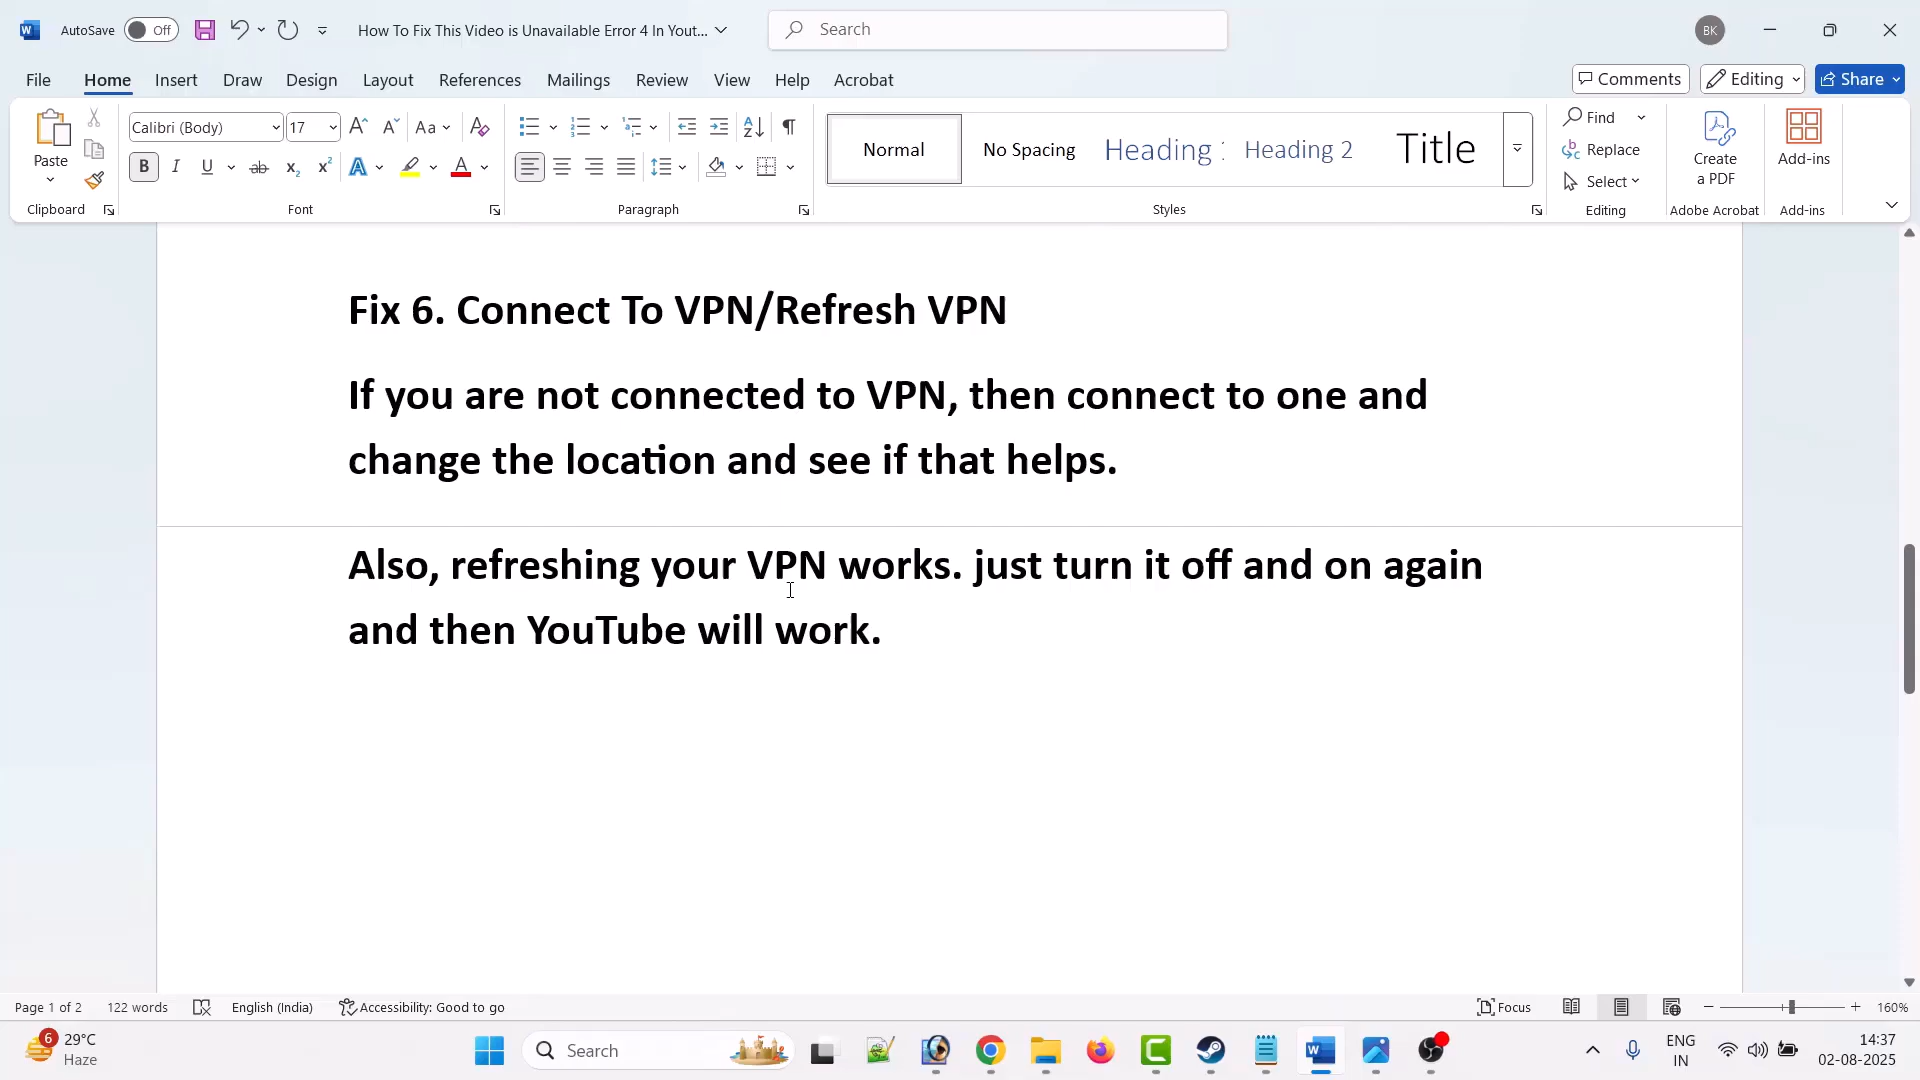 AutoSave Off How To Fix This Video is Unavailable Error 4 In Yout... Search BK
File Home Insert Draw Design Layout References Mailings Review View Help Acrobat Comments Editing Share
Paste
Calibri (Body) 17 Aa
Clipboard Font Paragraph
Normal No Spacing Heading 1 Heading 2 Title
Styles
Find
Replace
Select
Editing
Create a PDF
Adobe Acrobat
Add-ins
Add-ins
Fix 6. Connect To VPN/Refresh VPN
If you are not connected to VPN, then connect to one and
change the location and see if that helps.
Also, refreshing your VPN works. just turn it off and on again
and then YouTube will work.
Page 1 of 2 122 words English (India) Accessibility: Good to go Focus 160%
6 29°C
Haze
Search
ENG
IN
14:37
02-08-2025